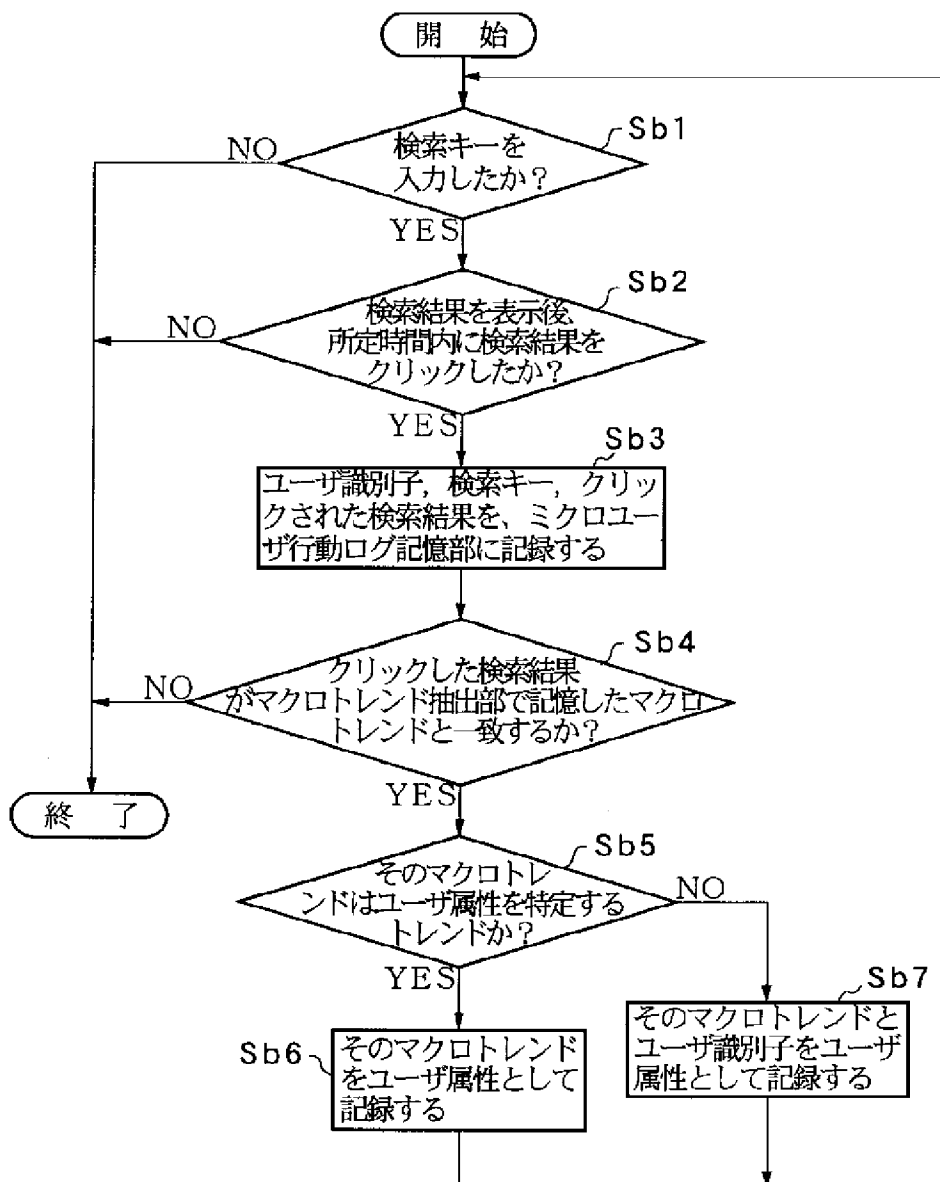 開 始
Sb1
NO
検索キーを
入力したか?
YES
Sb2
NO
検索結果を表示後、
所定時間内に検索結果を
クリックしたか?
YES
Sb3
ユーザ識別子，検索キー，クリッ
クされた検索結果を、ミクロユー
ザ行動ログ記憶部に記録する
Sb4
NO
クリックした検索結果
がマクロトレンド抽出部で記憶したマクロ
トレンドと一致するか?
YES
終 了
Sb5
そのマクロトレ
ンドはユーザ属性を特定する
トレンドか?
NO
YES
Sb7
そのマクロトレンドと
ユーザ識別子をユーザ
属性として記録する
Sb6
そのマクロトレンド
をユーザ属性として
記録する